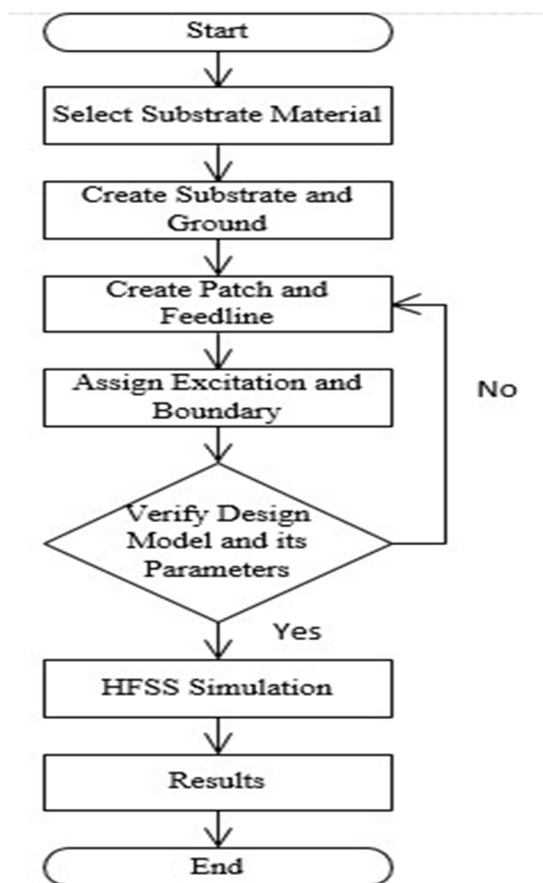 Start
Select Substrate Material
Create Substrate and
Ground
Create Patch and
Feedline
No
Assign Excitation and
Boundary
Verify Design
Model and its
Parameters
Yes
HFSS Simulation
Results
End